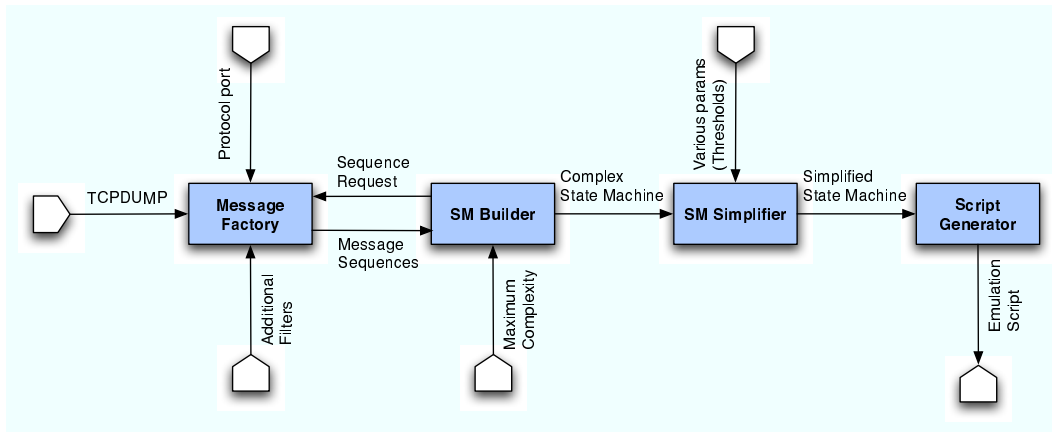 Protocol port
Various params
(Thresholds)
TCPDUMP
Message
Factory
Sequence
Request
Message
Sequences
SM Builder
Complex
State Machine
SM Simplifier
Simplified
State Machine
Script
Generator
Additional
Filters
Maximum
Complexity
Emulation
Script